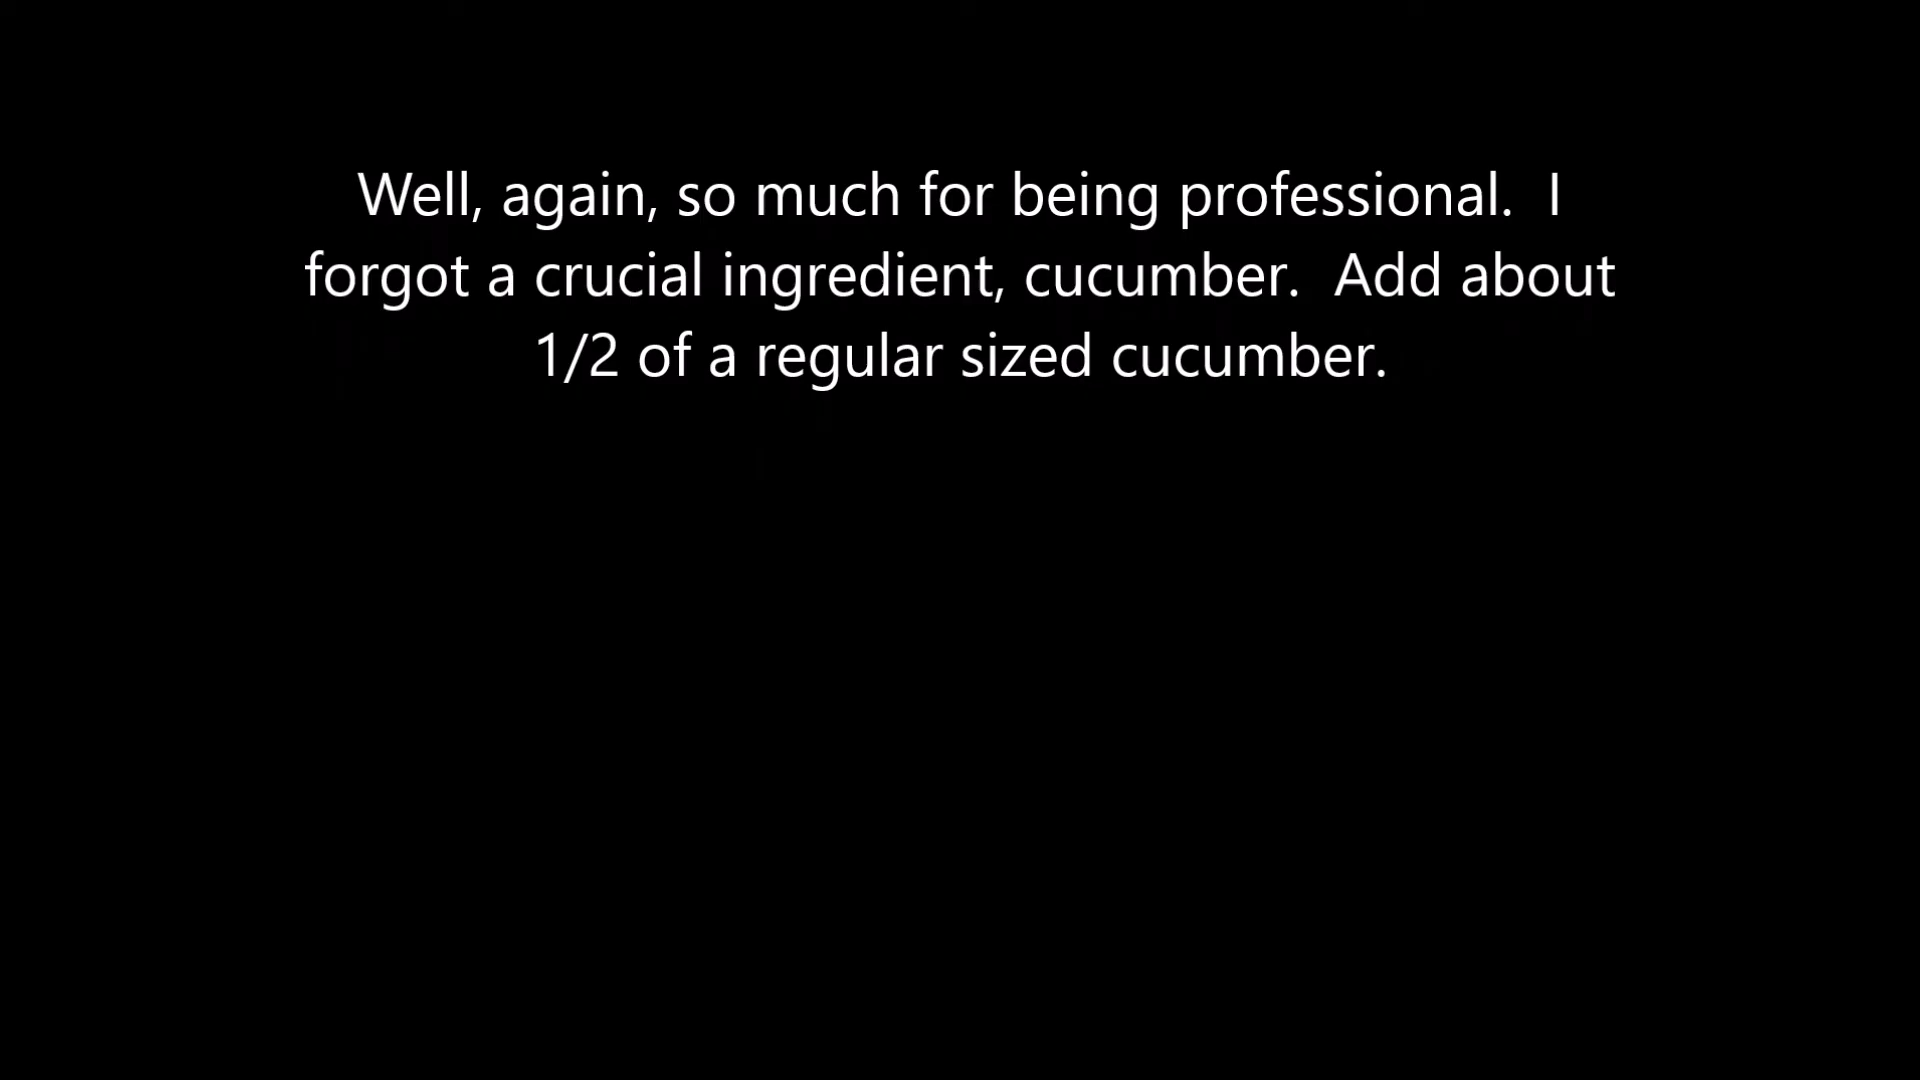 Well, again, so much for being professional.  I
forgot a crucial ingredient, cucumber.  Add about
1/2 of a regular sized cucumber.